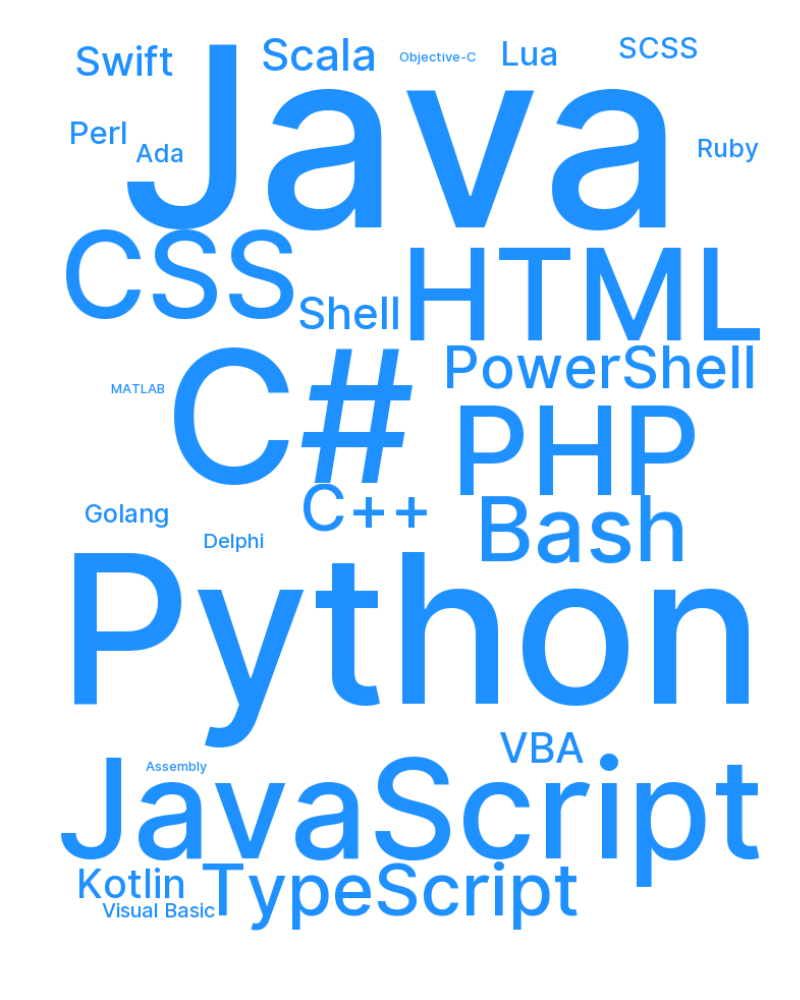 Swift
Scala
Objective-C
Lua
SCSS
Java
Perl
Ada
Ruby
CSS
Shell
HTML
PowerShell
MATLAB
C#
PHP
C++
Golang
Bash
Delphi
Python
VBA
Assembly
JavaScript
Kotlin
TypeScript
Visual Basic